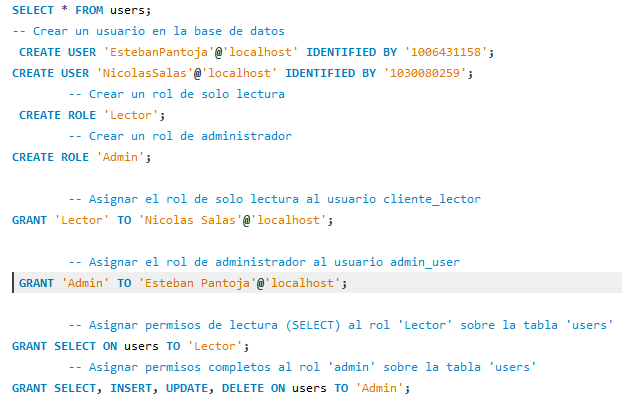 SELECT * FROM users;
-- Crear un usuario en la base de datos
CREATE USER 'EstebanPantoja'@'localhost' IDENTIFIED BY '1006431158';
CREATE USER 'NicolasSalas'@'localhost' IDENTIFIED BY '1030080259';
-- Crear un rol de solo lectura
CREATE ROLE 'Lector';
-- Crear un rol de administrador
CREATE ROLE 'Admin';
-- Asignar el rol de solo lectura al usuario cliente_lector
GRANT 'Lector' TO 'Nicolas Salas'@'localhost';
-- Asignar el rol de administrador al usuario admin_user
GRANT 'Admin' TO 'Esteban Pantoja'@'localhost';
-- Asignar permisos de lectura (SELECT) al rol 'Lector' sobre la tabla 'users'
GRANT SELECT ON users TO 'Lector';
-- Asignar permisos completos al rol 'admin' sobre la tabla 'users'
GRANT SELECT, INSERT, UPDATE, DELETE ON users TO 'Admin';